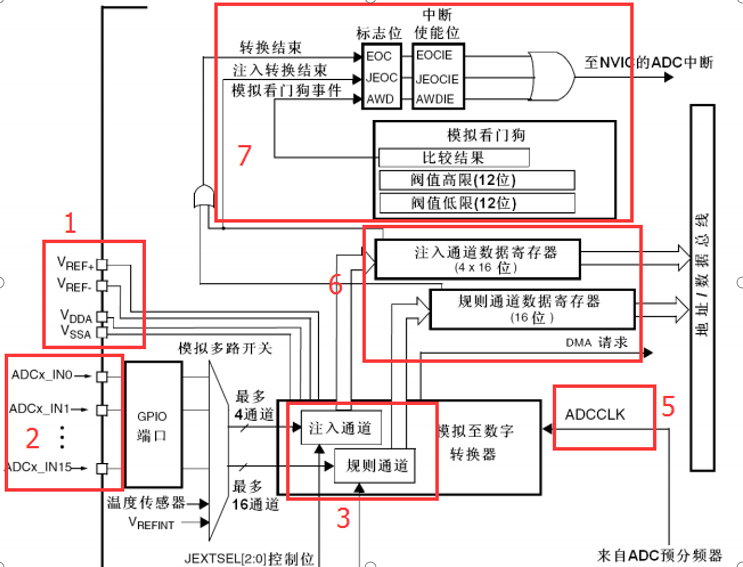 中断
标志位 使能位
转换结束
EOC EOCIE
至NVIC的ADC中断
注入转换结束
JEOC JEOCIE
模拟看门狗事件
AWD AWDIE
模拟看门狗
7
比较结果
阀值高限(12位)
阀值低限(12位)
1
地址/数据总线
VREF+
VREF-
注入通道数据寄存器
(4 x 16 位)
6
规则通道数据寄存器
(16 位)
VDDA
VSSA
DMA 请求
模拟多路开关
ADCx_IN0
ADCx_IN1
2
ADCx_IN15
GPIO
端口
最多
4通道
注入通道
模拟至数字
转换器
ADCCLK
5
规则通道
最多
16通道
3
温度传感器
VREFINT
JEXTSEL[2:0]控制位
来自ADC预分频器